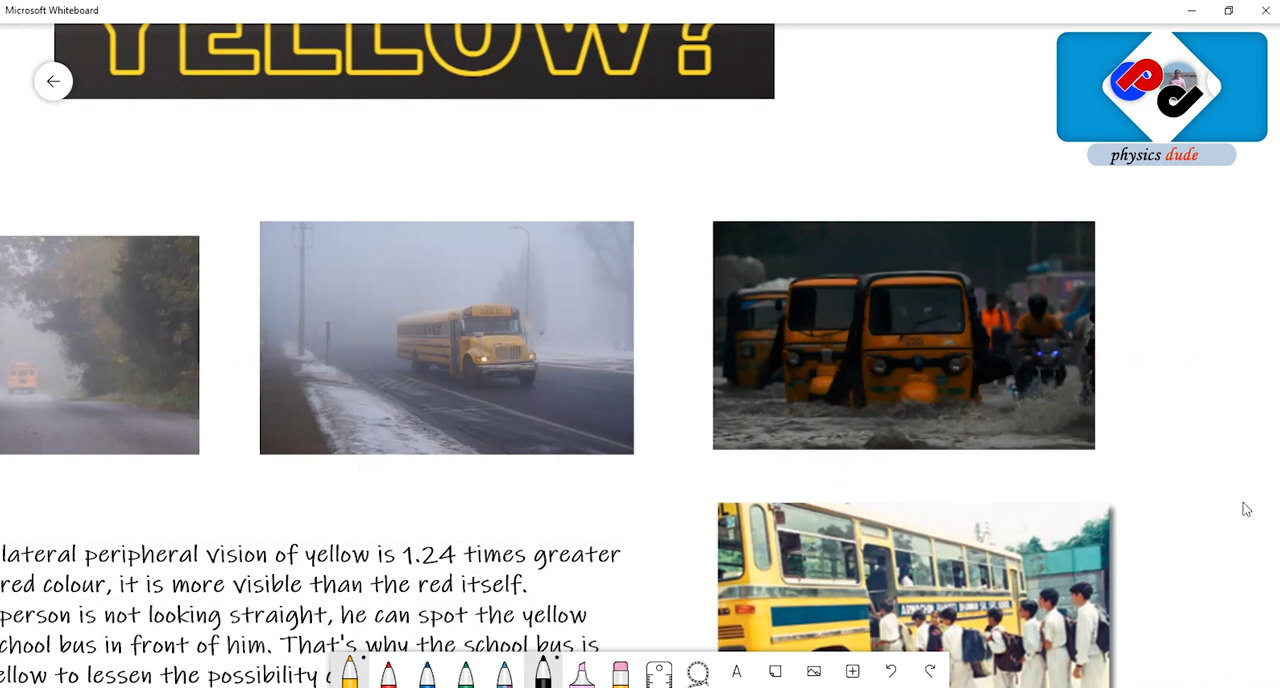 Microsoft Whiteboard
YELLOW?
physics dude
lateral peripheral vision of yellow is 1.24 times greater
red colour, it is more visible than the red itself.
person is not looking straight, he can spot the yellow
chool bus in front of him. That's why the school bus is
ellow to lessen the possibility
A